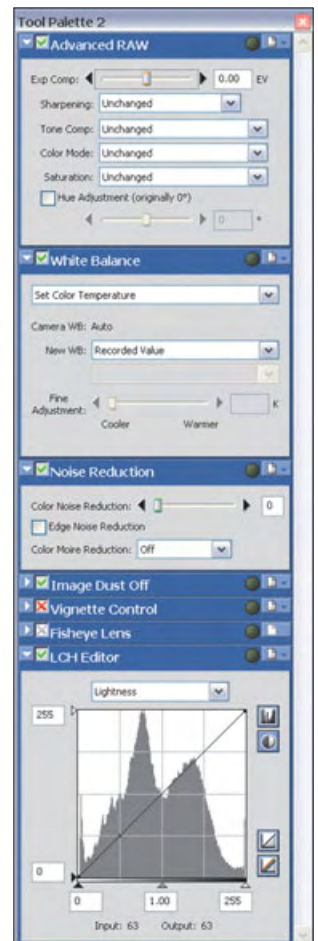 Tool Palette 2
Advanced RAW
Exp Comp: 0.00 EV
Sharpening: Unchanged
Tone Comp: Unchanged
Color Mode: Unchanged
Saturation: Unchanged
Hue Adjustment (originally 0°)
0 °
White Balance
Set Color Temperature
Camera WB: Auto
New WB: Recorded Value
Fine Adjustment: K
Cooler Warmer
Noise Reduction
Color Noise Reduction: 0
Edge Noise Reduction
Color Moire Reduction: Off
Image Dust Off
Vignette Control
Fisheye Lens
LCH Editor
Lightness
255
0
0 1.00 255
Input: 63 Output: 63